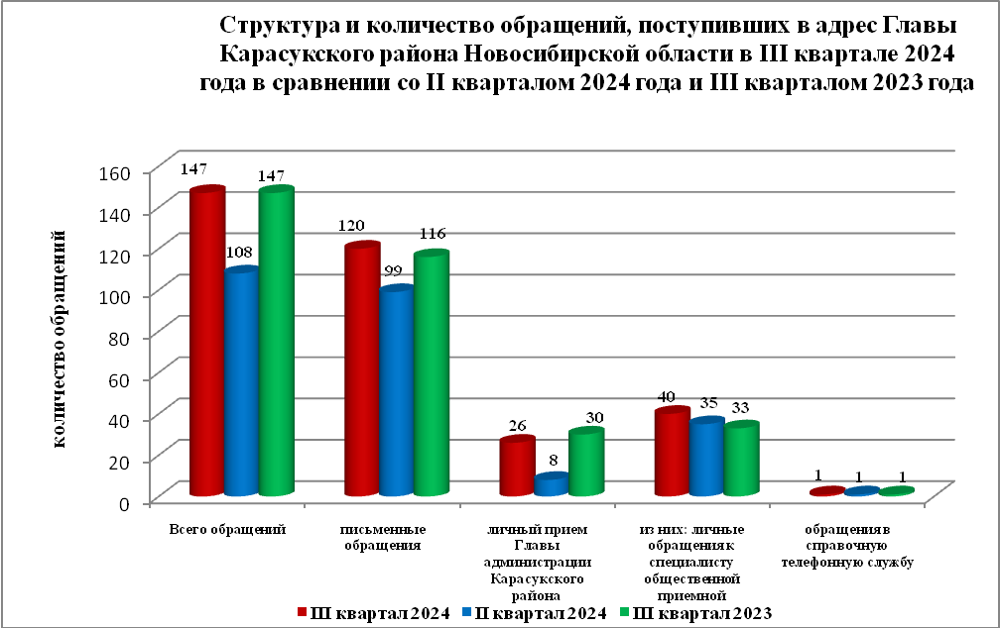 Структура и количество обращений, поступивших в адрес Главы
Карасукского района Новосибирской области в III квартале 2024
года в сравнении со II кварталом 2024 года и III кварталом 2023 года
количество обращений
160
140
120
100
80
60
40
20
0
147
108
147
120
99
116
26
8
30
40
35
33
1
1
1
Всего обращений
письменные
обращения
личный прием
Главы
администрации
Карасукского
района
из них: личные
обращения к
специалисту
общественной
приемной
обращения в
справочную
телефонную службу
III квартал 2024
II квартал 2024
III квартал 2023